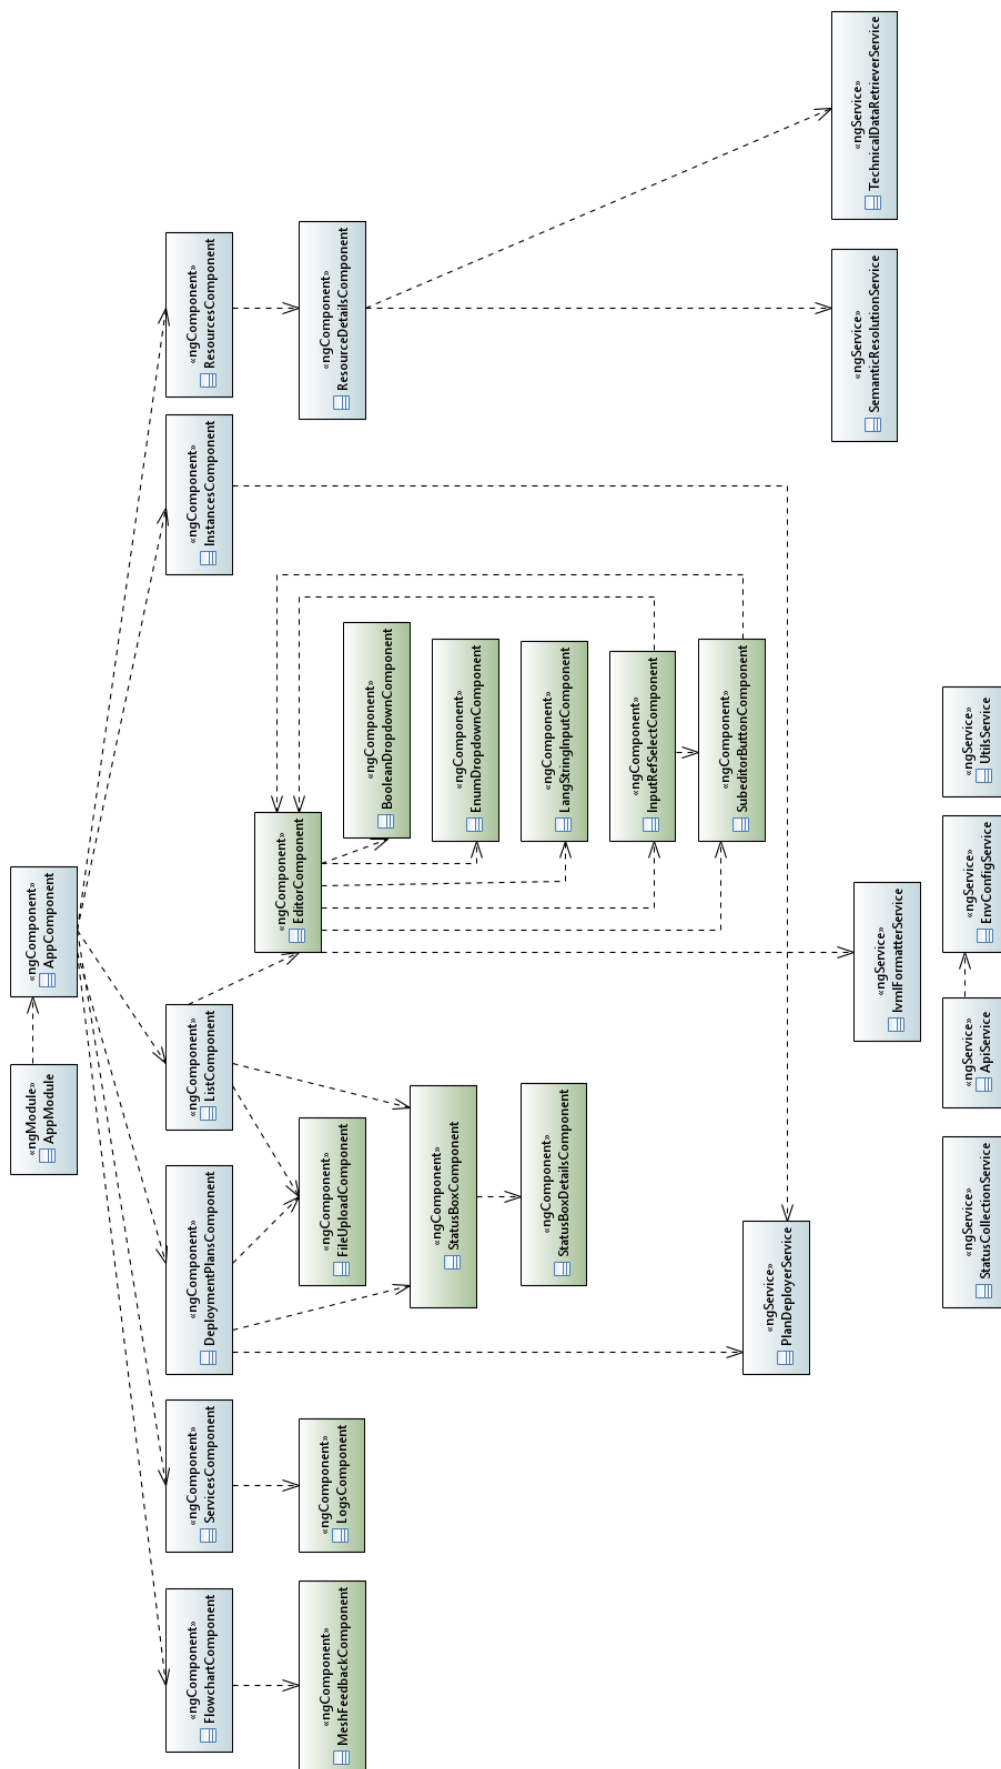 «ngModule»
AppModule
«ngComponent»
AppComponent
«ngComponent»
FlowchartComponent
«ngComponent»
ServicesComponent
«ngComponent»
DeploymentPlansComponent
«ngComponent»
ListComponent
«ngComponent»
InstancesComponent
«ngComponent»
ResourcesComponent
«ngComponent»
EditorComponent
«ngComponent»
MeshFeedbackComponent
«ngComponent»
LogsComponent
«ngComponent»
FileUploadComponent
«ngComponent»
ResourceDetailsComponent
«ngComponent»
BooleanDropdownComponent
«ngComponent»
StatusBoxComponent
«ngComponent»
EnumDropdownComponent
«ngComponent»
StatusBoxDetailsComponent
«ngComponent»
LangStringInputComponent
«ngComponent»
InputRefSelectComponent
«ngComponent»
SubeditorButtonComponent
«ngService»
PlanDeployerService
«ngService»
SemanticResolutionService
«ngService»
TechnicalDataRetrieverService
«ngService»
IvmlFormatterService
«ngService»
StatusCollectionService
«ngService»
ApiService
«ngService»
EnvConfigService
«ngService»
UtilsService